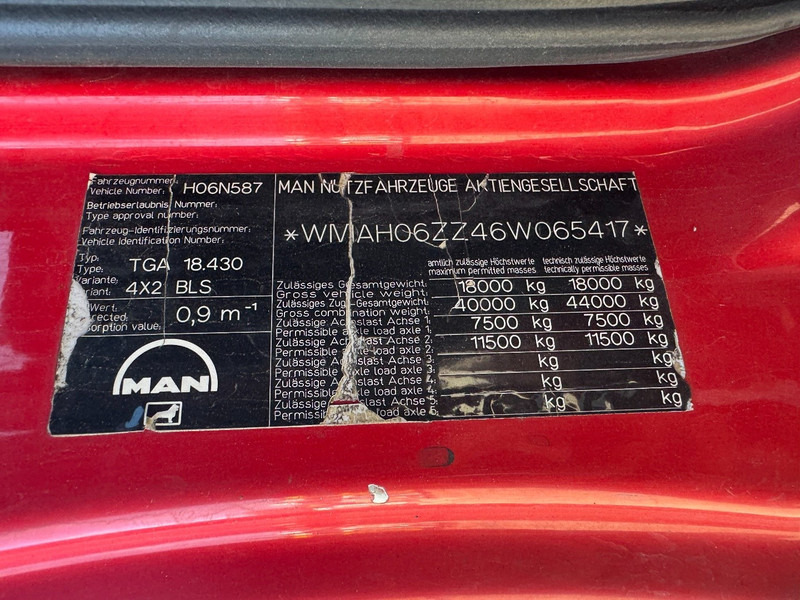 Fahrzeugnummer:
Vehicle Number: H06N587
Betriebserlaubnis Nummer:
Type approval number:
Fahrzeug-Identifizierungsnummer:
Vehicle Identification Number:
Typ:
Type: TGA 18.430
Variante:
Variant: 4X2 BLS
Wert:
rected
sorption value: 0,9 m⁻¹
MAN
MAN NUTZFAHRZEUGE AKTIENGESELLSCHAFT
*WMAH06ZZ46W065417*
amtlich zulässige Höchstwerte technisch zulässige Höchstwerte
maximum permitted masses technically permissible masses
Zulässiges Gesamtgewicht:
Gross vehicle weight: 18000 kg 18000 kg
Zulässiges Zug-Gesamtgewicht:
Gross combination weight: 40000 kg 44000 kg
Zulässige Achslast Achse 1:
Permissible axle load axle 1: 7500 kg 7500 kg
Zulässige Achslast Achse 2:
Permissible axle load axle 2: 11500 kg 11500 kg
Zulässige Achslast Achse 3:
Permissible axle load axle 3: kg kg
Zulässige Achslast Achse 4:
Permissible axle load axle 4: kg kg
Zulässige Achslast Achse 5:
Permissible load axle 5: kg kg